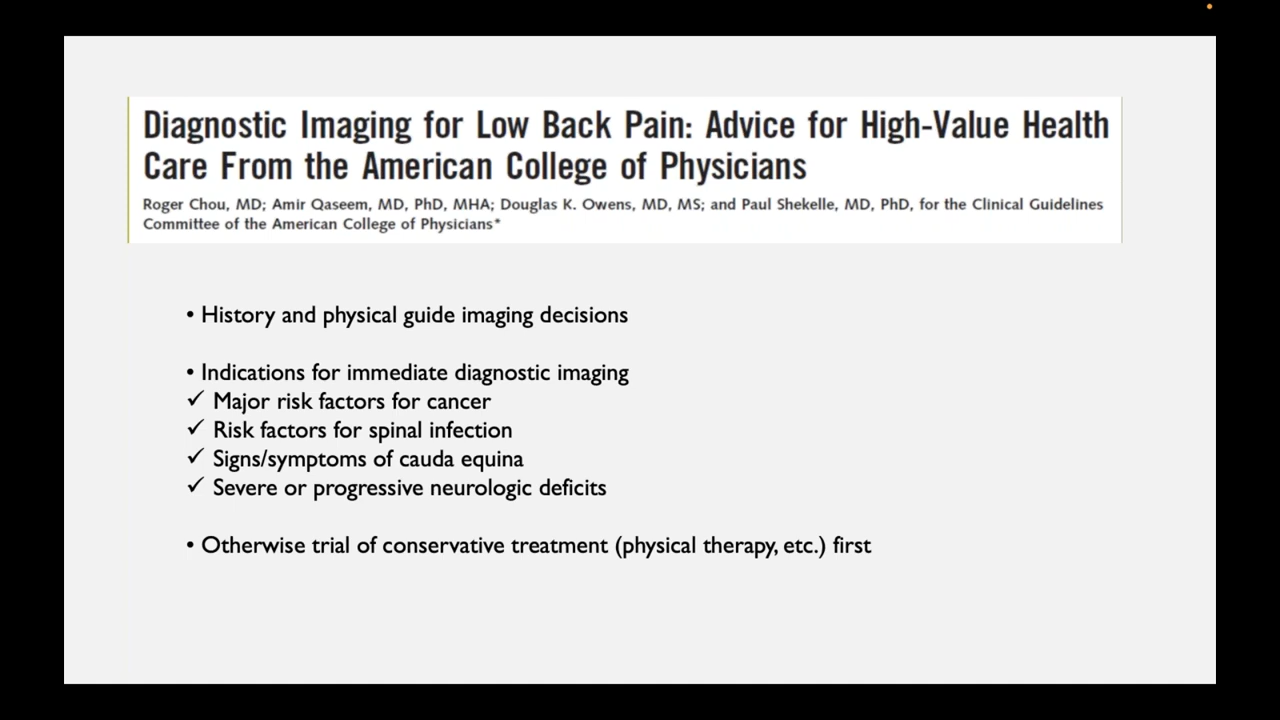 Diagnostic Imaging for Low Back Pain: Advice for High-Value Health
Care From the American College of Physicians
Roger Chou, MD; Amir Qaseem, MD, PhD, MHA; Douglas K. Owens, MD, MS; and Paul Shekelle, MD, PhD, for the Clinical Guidelines
Committee of the American College of Physicians*
• History and physical guide imaging decisions
• Indications for immediate diagnostic imaging
✓ Major risk factors for cancer
✓ Risk factors for spinal infection
✓ Signs/symptoms of cauda equina
✓ Severe or progressive neurologic deficits
• Otherwise trial of conservative treatment (physical therapy, etc.) first